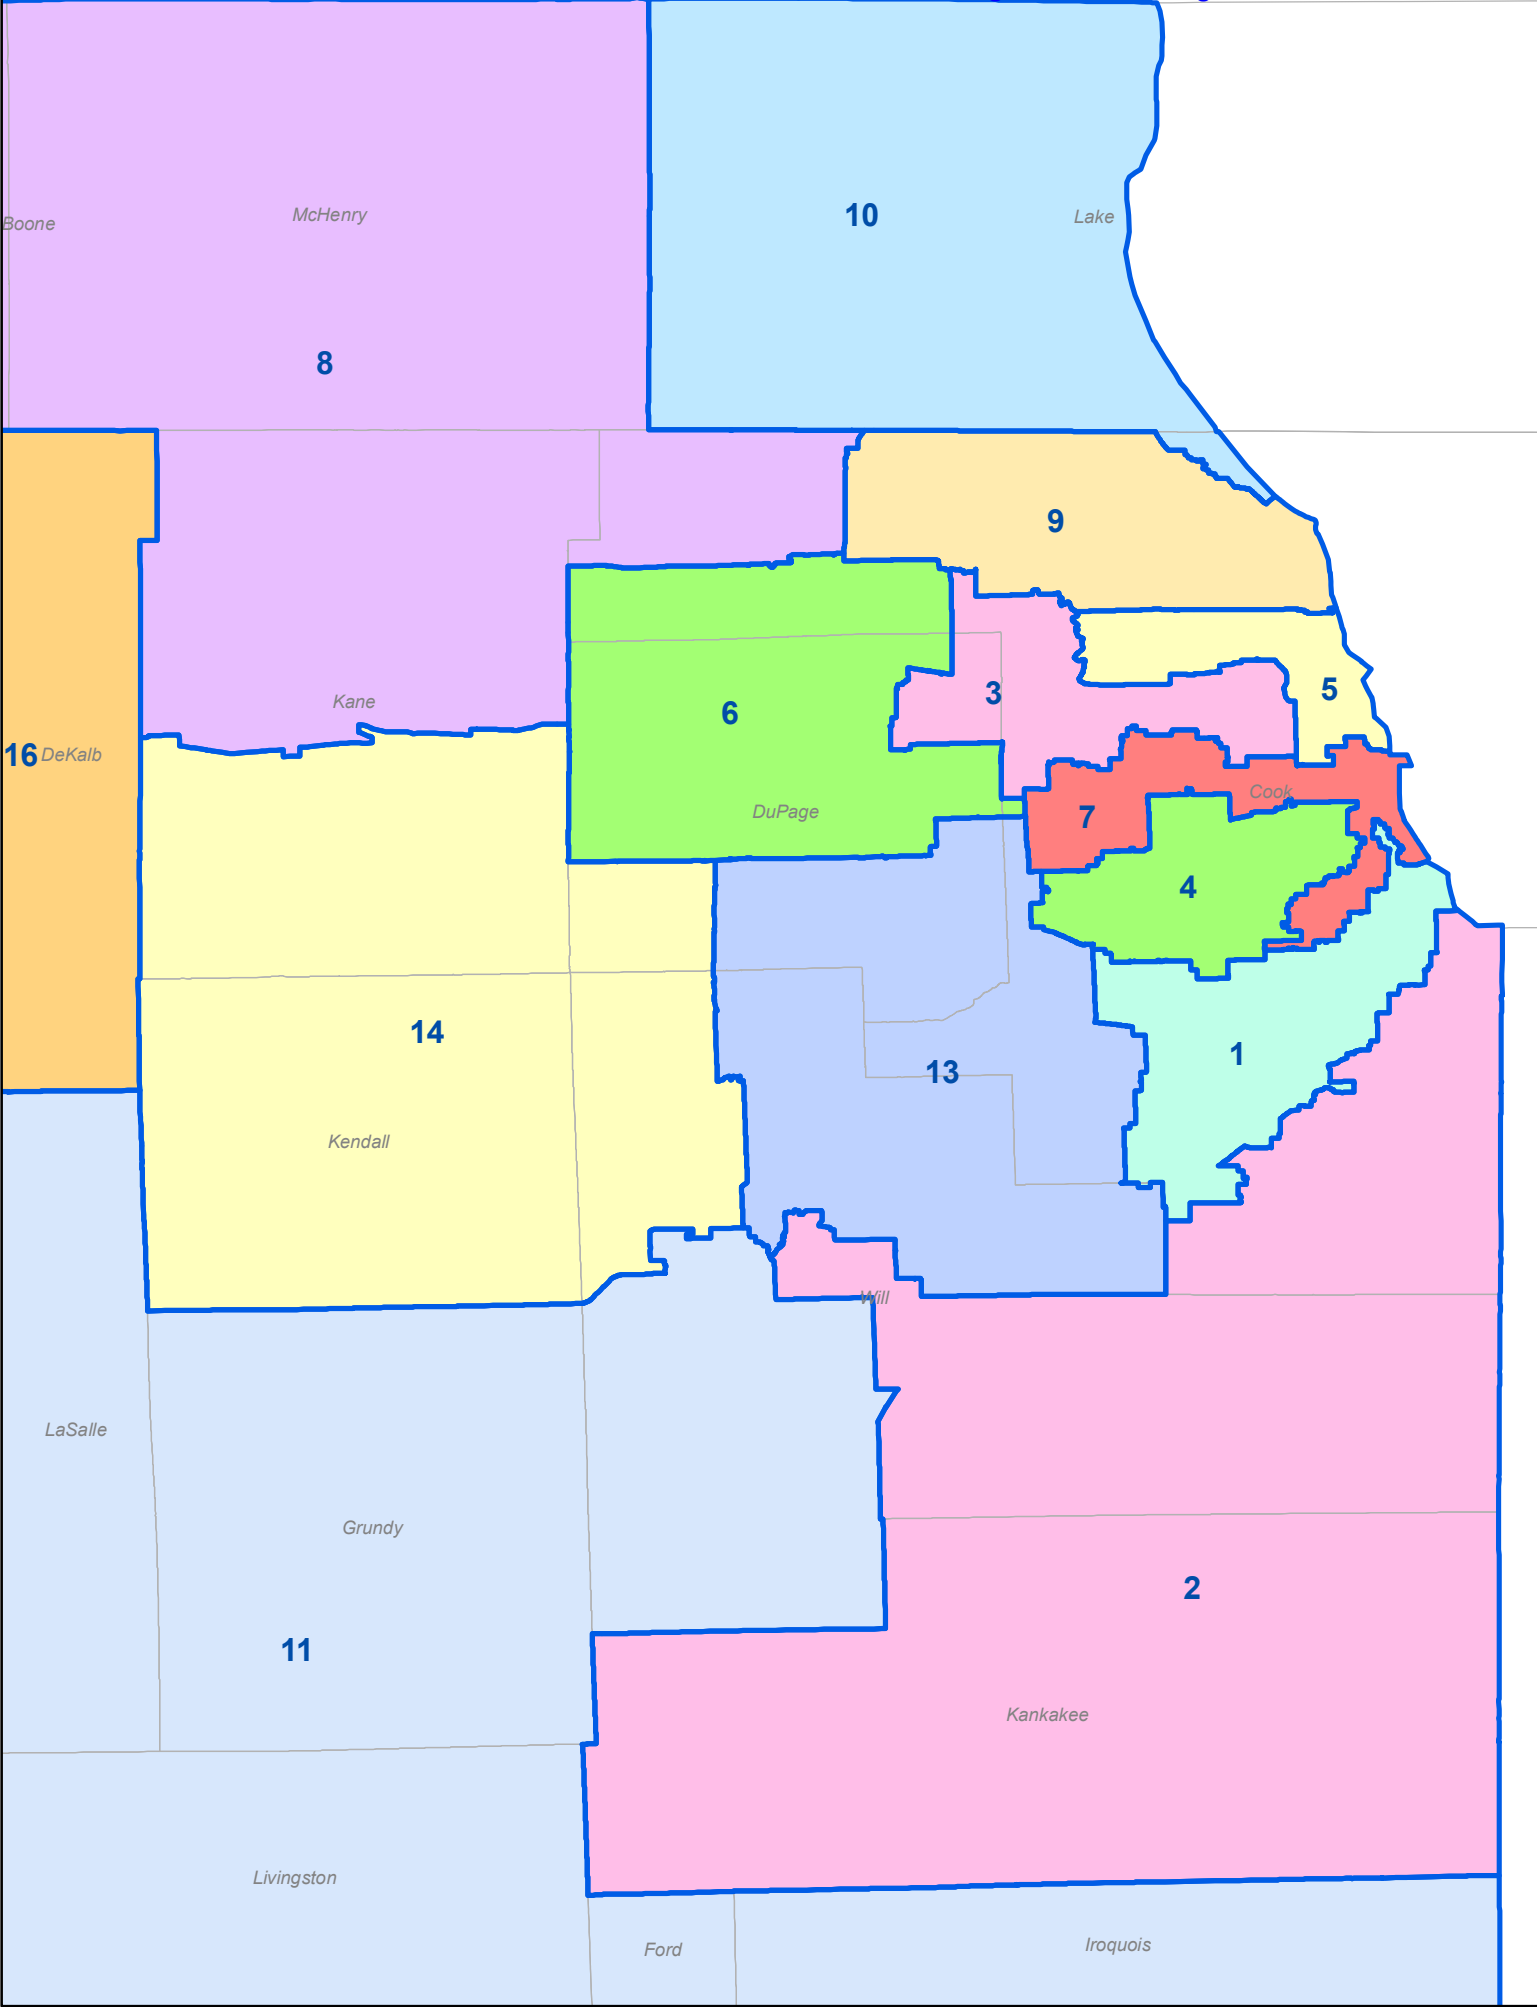 McHenry
10
Lake
Boone
8
9
5
3
Kane
6
16
DeKalb
Cook
DuPage
7
4
14
1
13
Kendall
Will
LaSalle
Grundy
2
11
Kankakee
Livingston
Iroquois
Ford